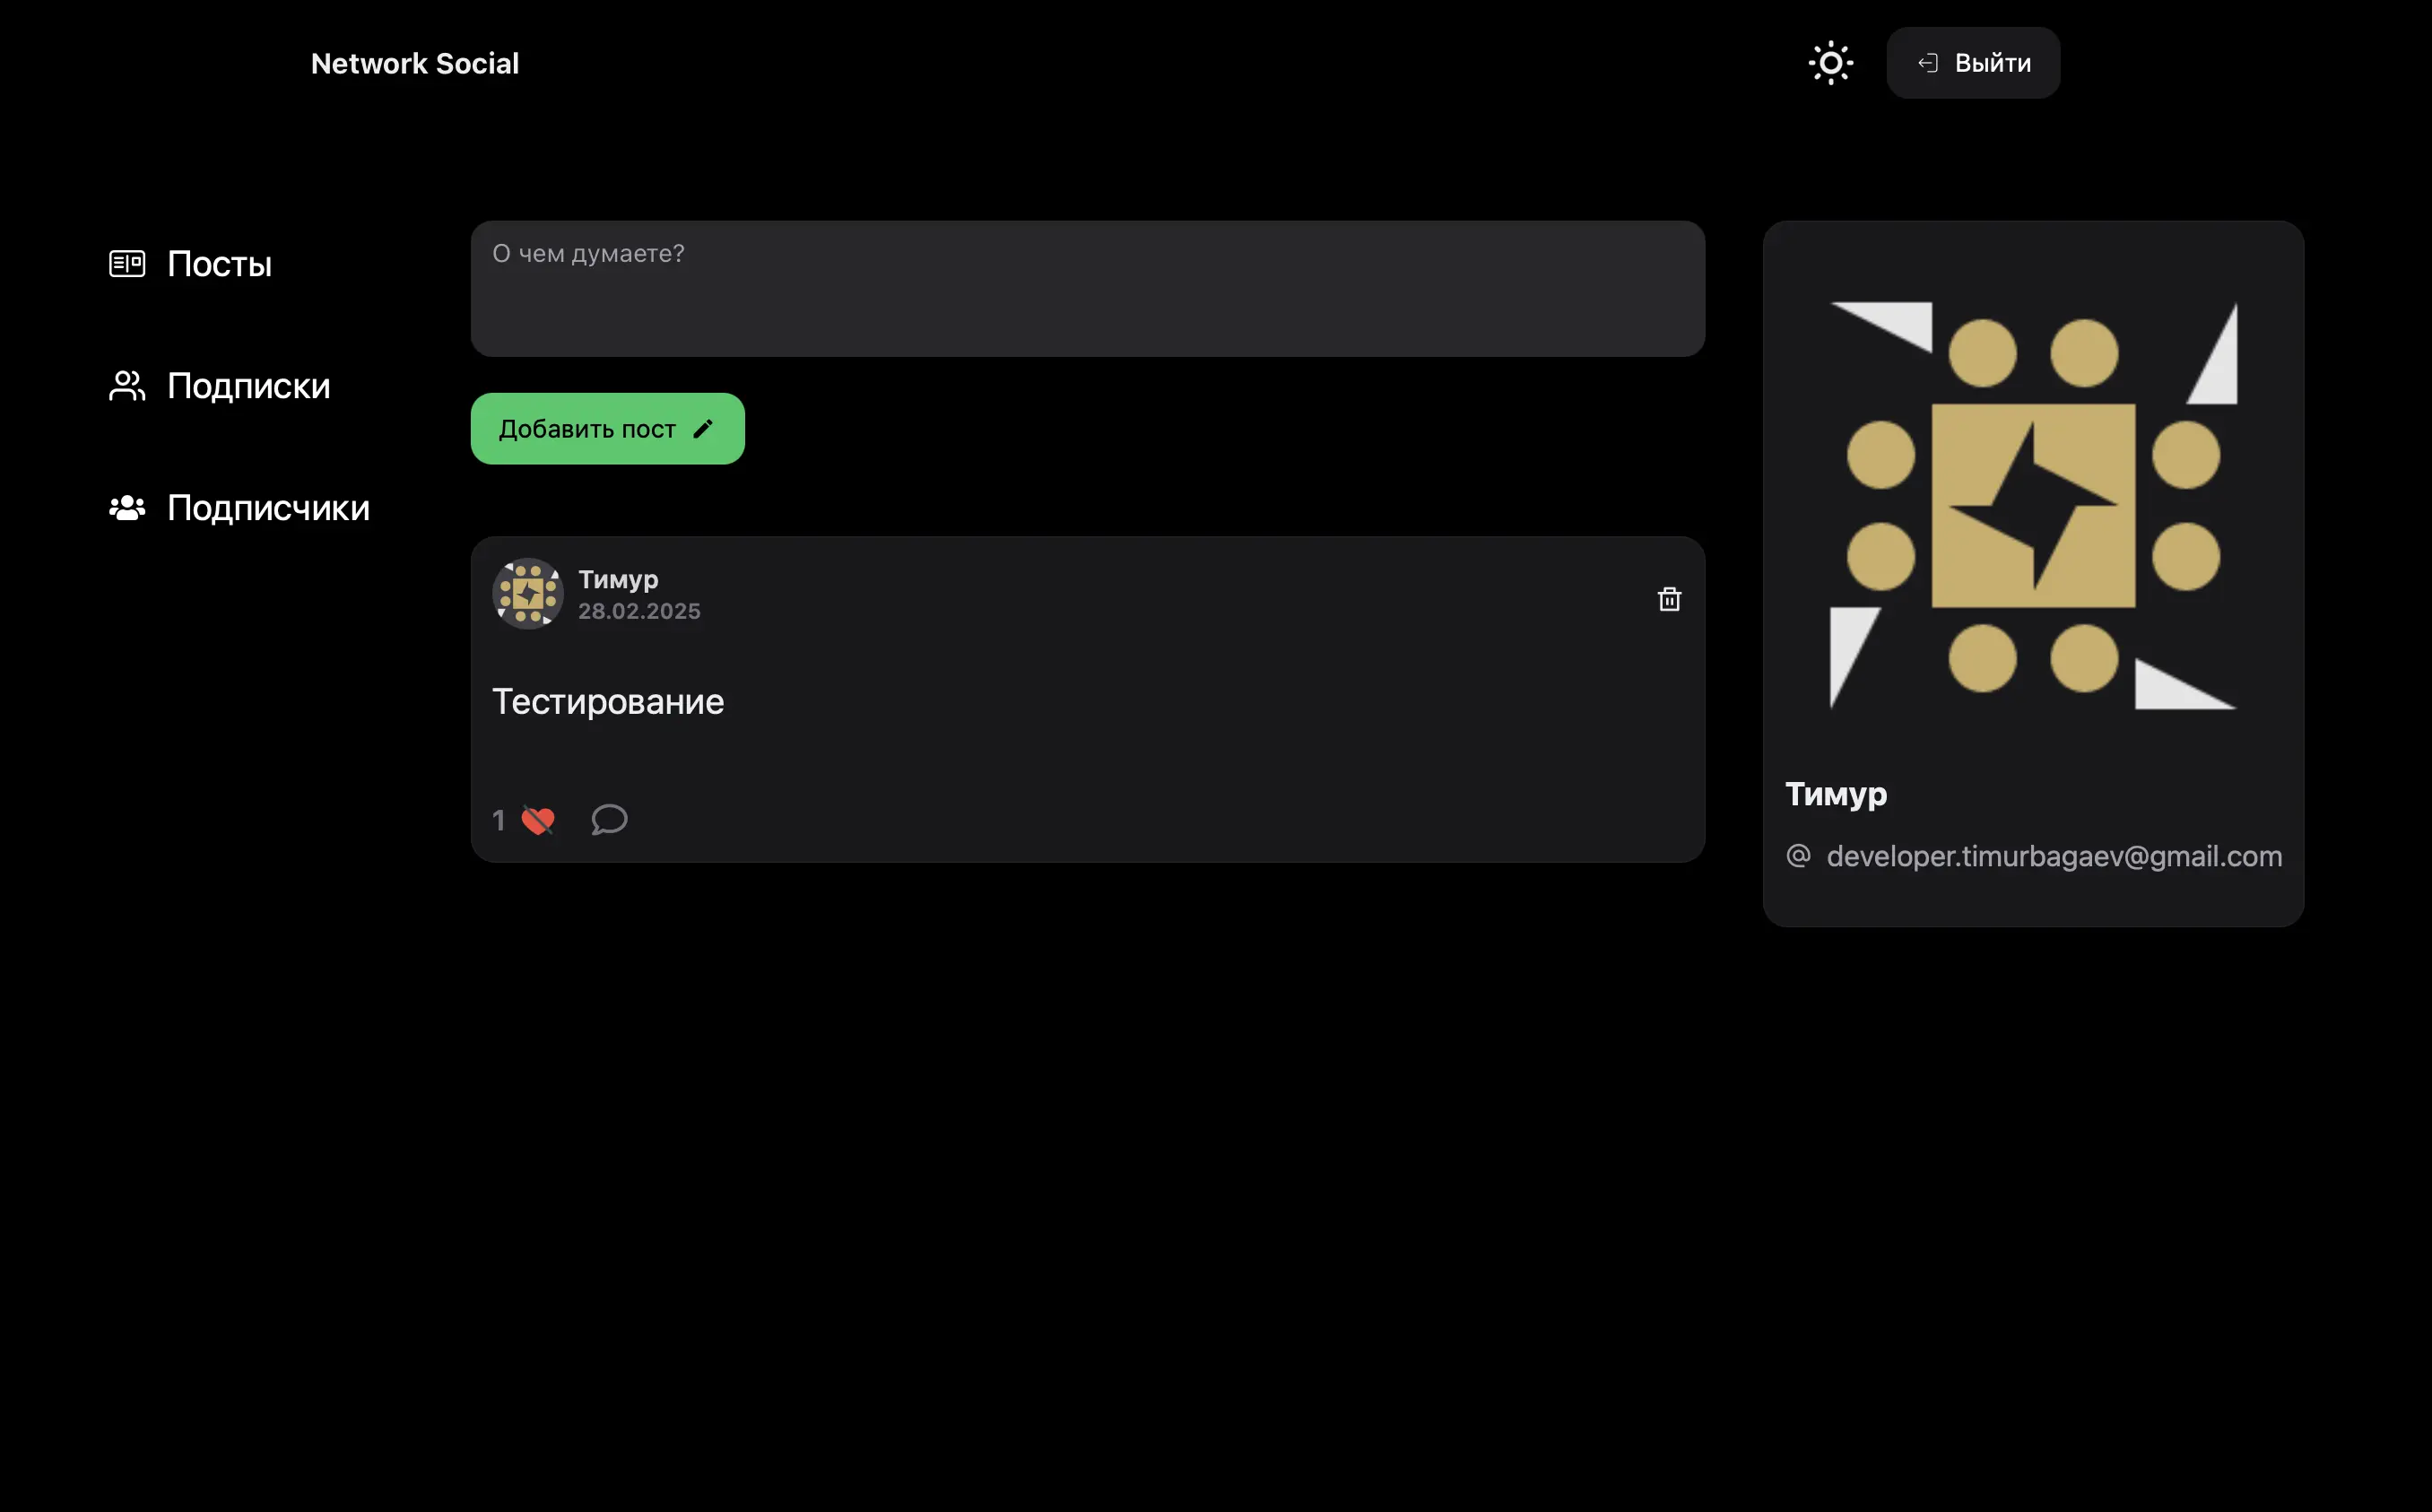 Network Social
Выйти
Посты
Подписки
Подписчики
О чем думаете?
Добавить пост
Тимур
28.02.2025
Тестирование
1
Тимур
developer.timurbagaev@gmail.com